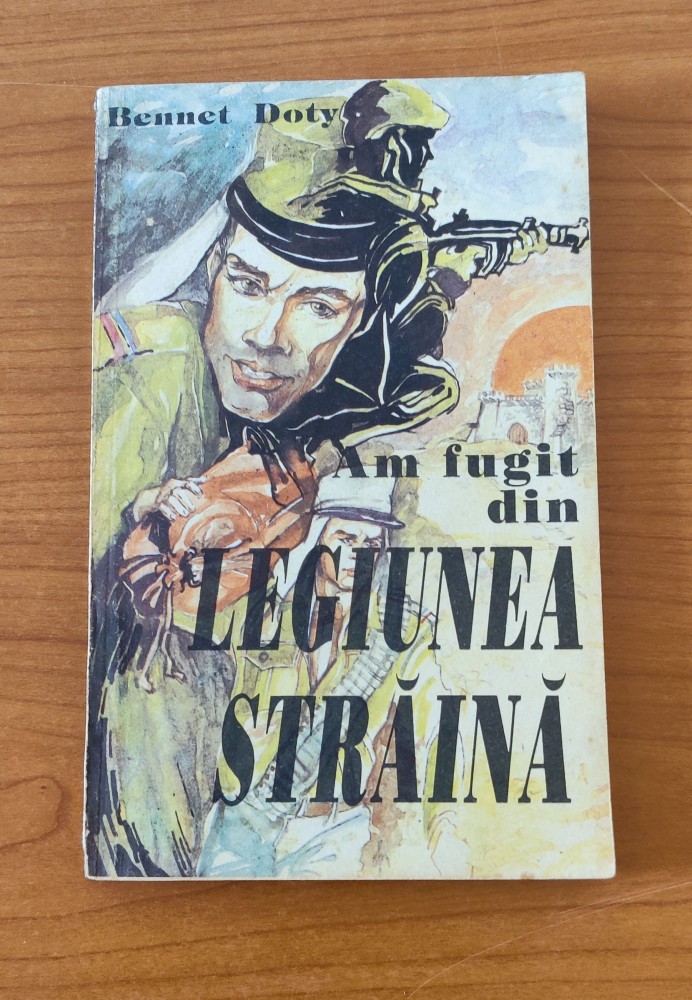 Bennet Doty
Am fugit
din
LEGIUNEA
STRĂINĂ